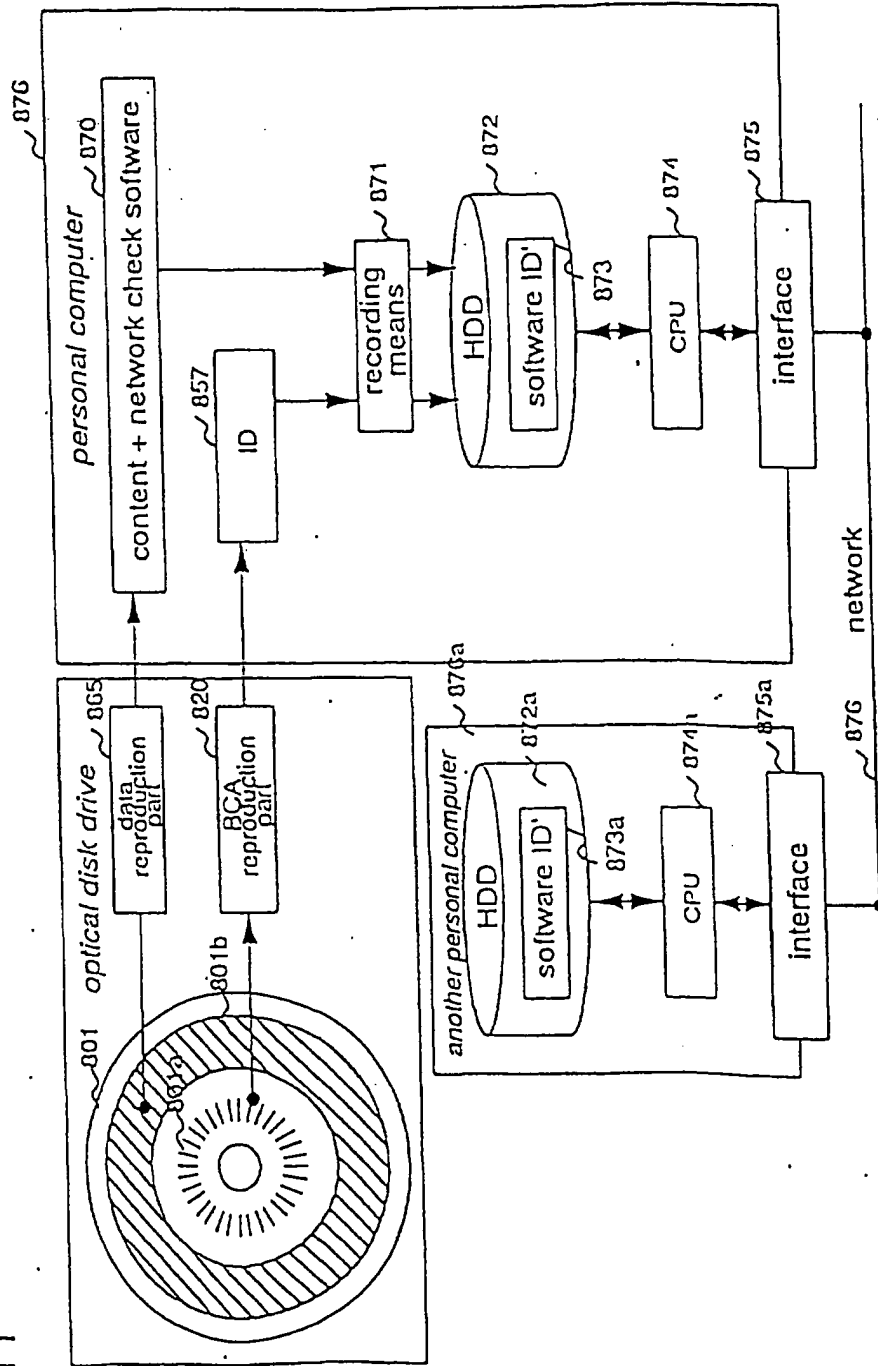 876
personal computer
870
content + network check software
857
ID
871
recording
means
872
HDD
software ID'
873
874
CPU
875
interface
optical disk drive
801
801b
801a
865
data
reproduction
part
820
BCA
reproduction
part
another personal computer
876a
872a
HDD
software ID'
873a
874a
CPU
875a
interface
network
876